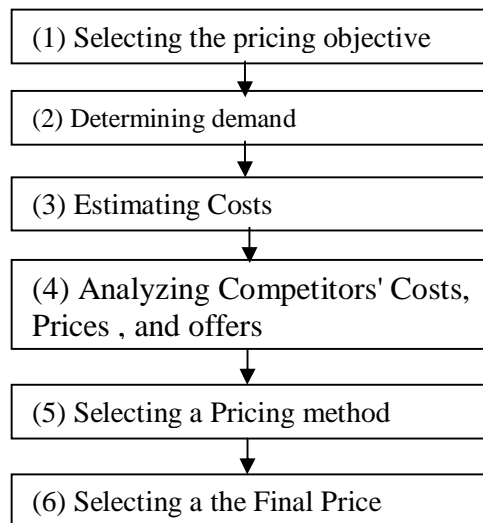 (1) Selecting the pricing objective
(2) Determining demand
(3) Estimating Costs
(4) Analyzing Competitors' Costs,
Prices , and offers
(5) Selecting a Pricing method
(6) Selecting a the Final Price